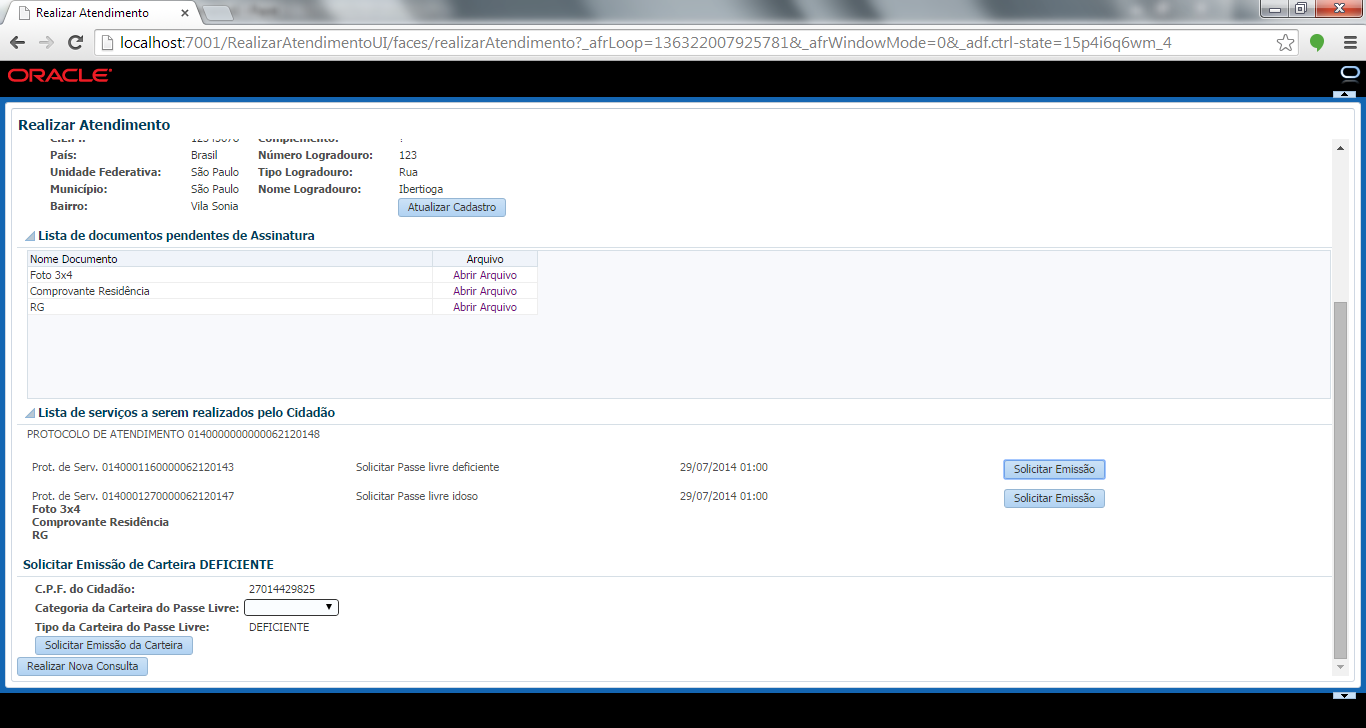 Realizar Atendimento
localhost:7001/RealizarAtendimentoUI/faces/realizarAtendimento?_afrLoop=136322007925781&_afrWindowMode=0&_adf.ctrl-state=15p4i6q6wm_4
ORACLE
Realizar Atendimento
C.E.P.: 12345678 Complemento: ?
País: Brasil Número Logradouro: 123
Unidade Federativa: São Paulo Tipo Logradouro: Rua
Município: São Paulo Nome Logradouro: Ibertioga
Bairro: Vila Sonia Atualizar Cadastro
Lista de documentos pendentes de Assinatura
Nome Documento Arquivo
Foto 3x4 Abrir Arquivo
Comprovante Residência Abrir Arquivo
RG Abrir Arquivo
Lista de serviços a serem realizados pelo Cidadão
PROTOCOLO DE ATENDIMENTO 014000000000062120148
Prot. de Serv. 0140001160000062120143 Solicitar Passe livre deficiente 29/07/2014 01:00 Solicitar Emissão
Prot. de Serv. 0140001270000062120147 Solicitar Passe livre idoso 29/07/2014 01:00 Solicitar Emissão
Foto 3x4
Comprovante Residência
RG
Solicitar Emissão de Carteira DEFICIENTE
C.P.F. do Cidadão: 27014429825
Categoria da Carteira do Passe Livre:
Tipo da Carteira do Passe Livre: DEFICIENTE
Solicitar Emissão da Carteira
Realizar Nova Consulta